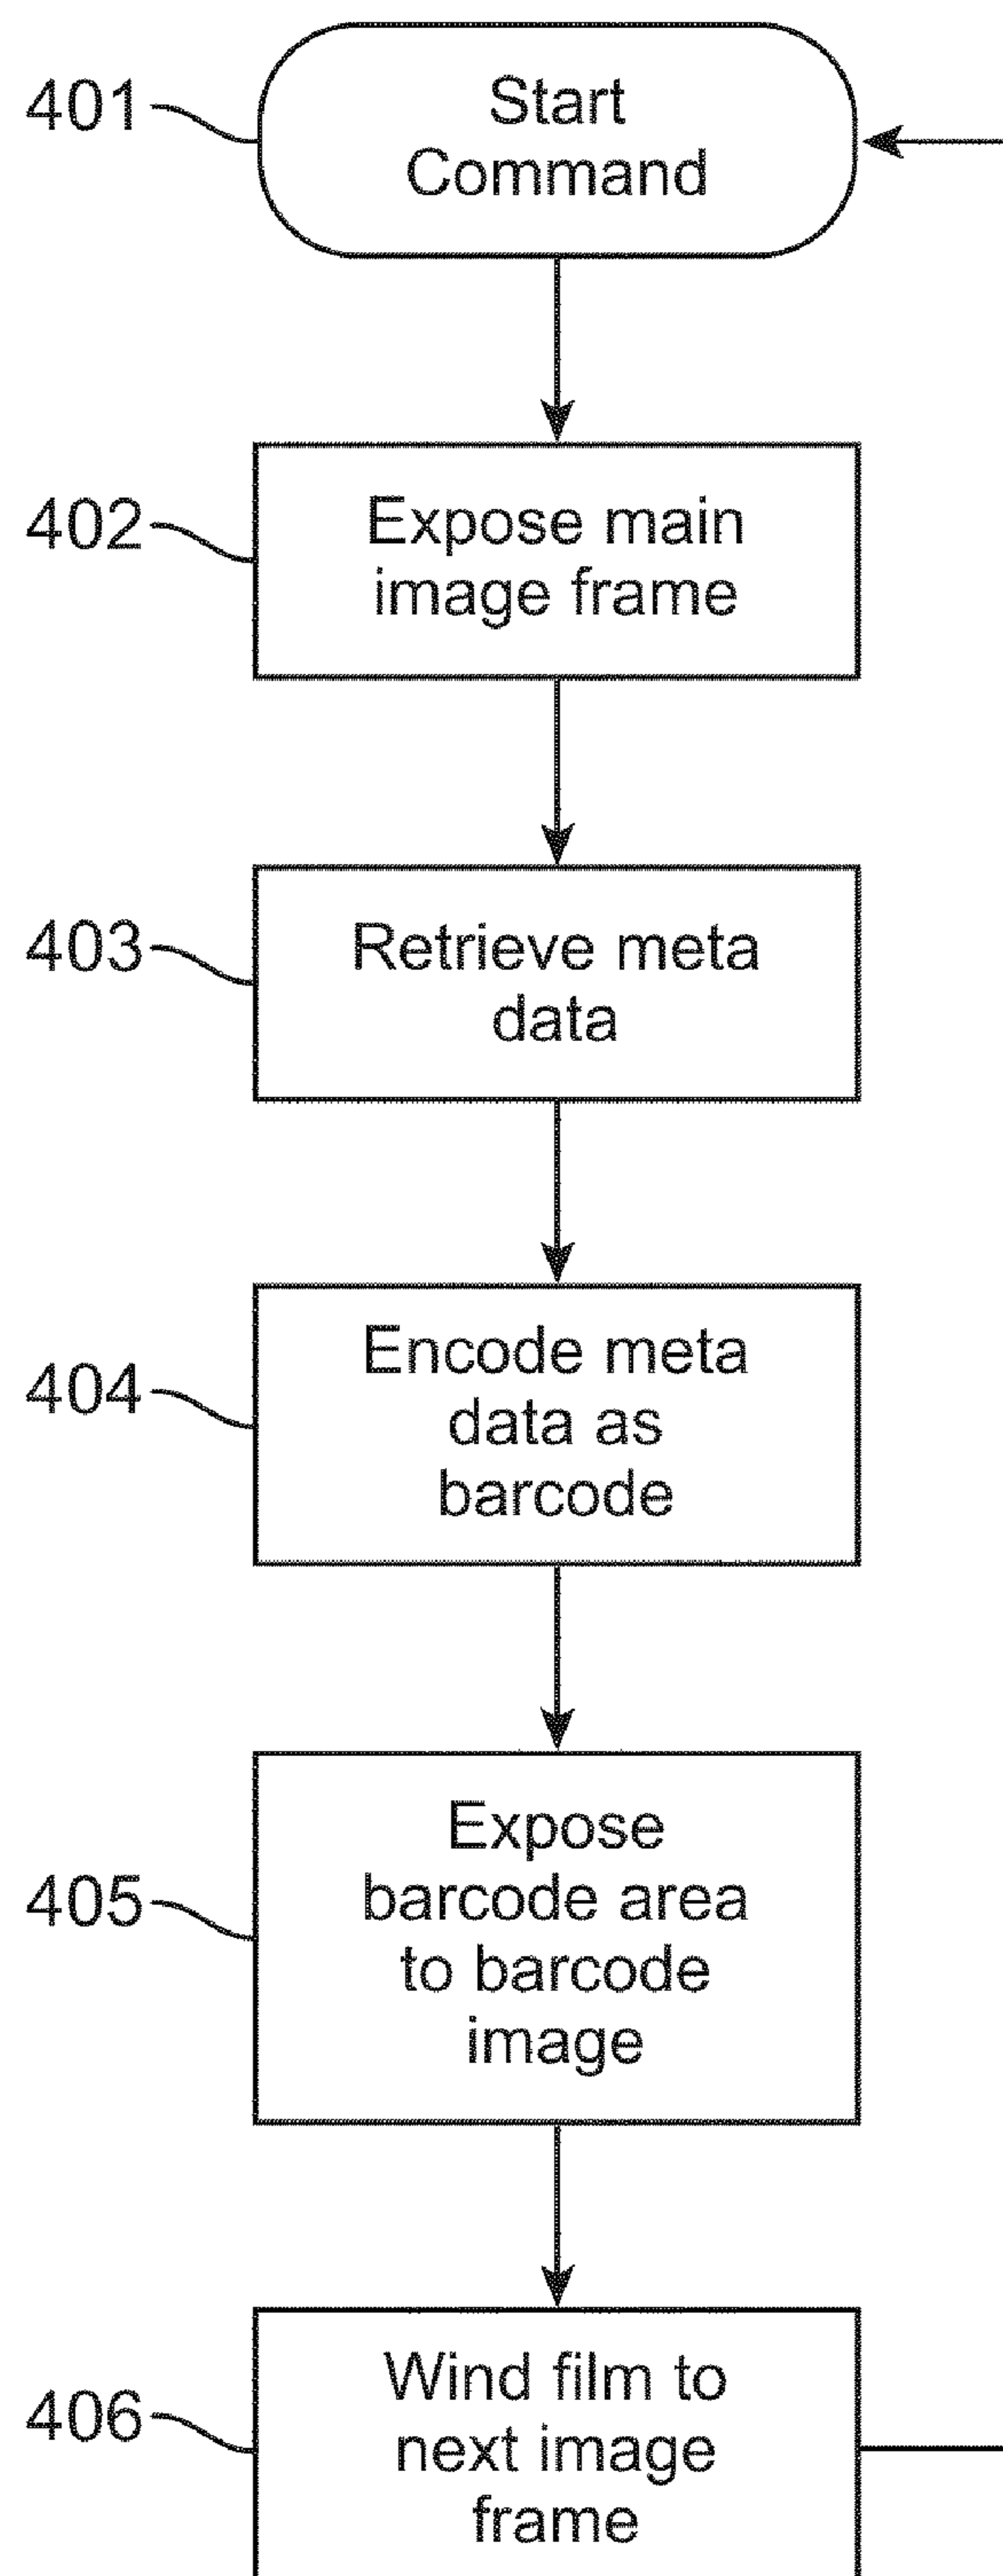 401
Start
Command
402
Expose main
image frame
403
Retrieve meta
data
404
Encode meta
data as
barcode
405
Expose
barcode area
to barcode
image
406
Wind film to
next image
frame